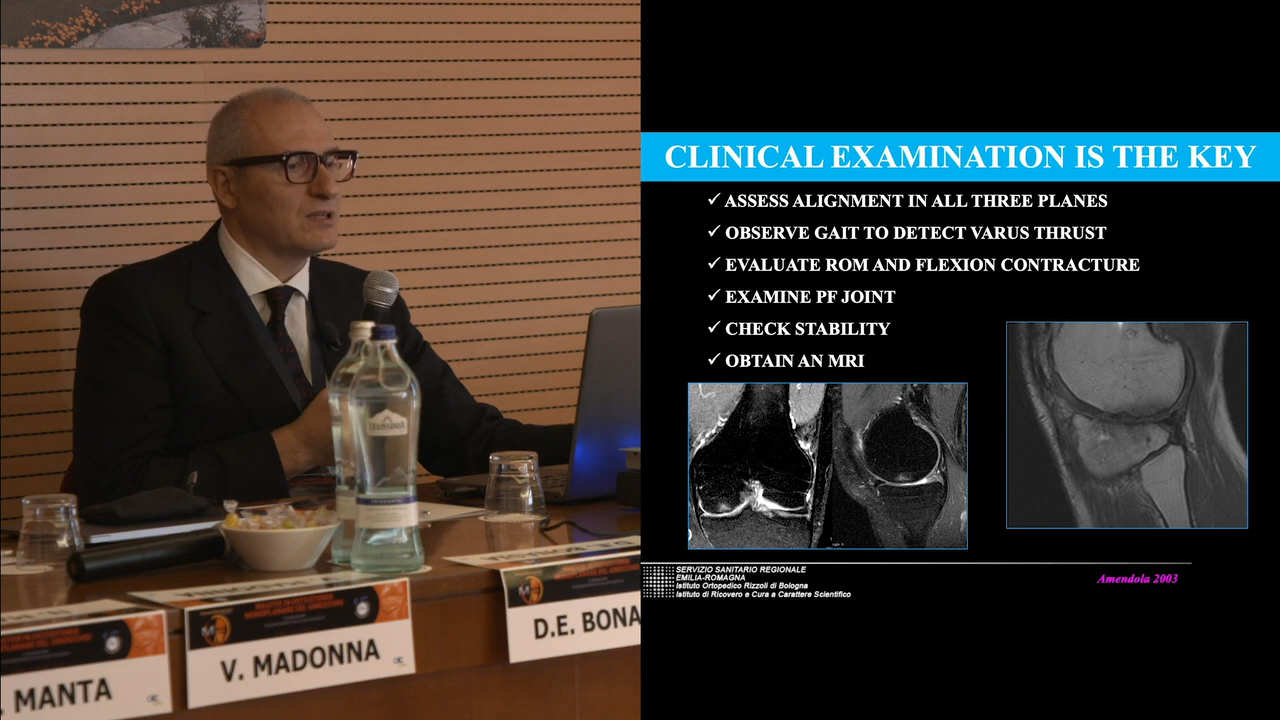 CLINICAL EXAMINATION IS THE KEY
✓ ASSESS ALIGNMENT IN ALL THREE PLANES
✓ OBSERVE GAIT TO DETECT VARUS THRUST
✓ EVALUATE ROM AND FLEXION CONTRACTURE
✓ EXAMINE PF JOINT
✓ CHECK STABILITY
✓ OBTAIN AN MRI
SERVIZIO SANITARIO REGIONALE
EMILIA-ROMAGNA
Istituto Ortopedico Rizzoli di Bologna
Istituto di Ricovero e Cura a Carattere Scientifico
Amendola 2003
MANTA
V. MADONNA
D.E. BONA